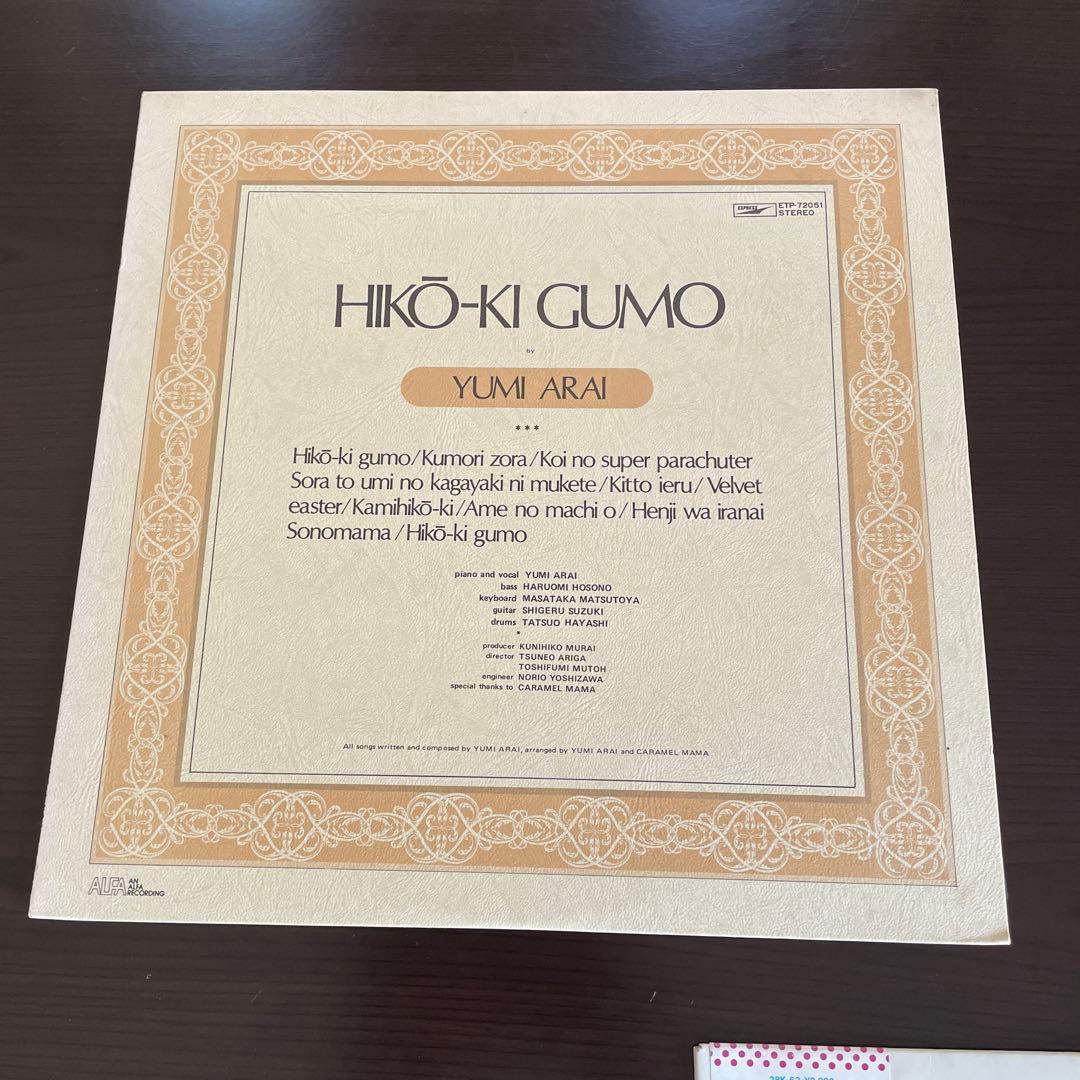 EXPRESS ETP-72051
STEREO
HIKŌ-KI GUMO
by
YUMI ARAI
***
Hikō-ki gumo/Kumori zora/Koi no super parachuter
Sora to umi no kagayaki ni mukete/Kitto ieru/Velvet
easter/Kamihikō-ki/Ame no machi o/Henji wa iranai
Sonomama/Hikō-ki gumo
piano and vocal YUMI ARAI
bass HARUOMI HOSONO
keyboard MASATAKA MATSUTOYA
guitar SHIGERU SUZUKI
drums TATSUO HAYASHI
*
producer KUNIHIKO MURAI
director TSUNEO ARIGA
TOSHIFUMI MUTOH
engineer NORIO YOSHIZAWA
special thanks to CARAMEL MAMA
All songs written and composed by YUMI ARAI, arranged by YUMI ARAI and CARAMEL MAMA
ALFA AN
ALFA
RECORDING